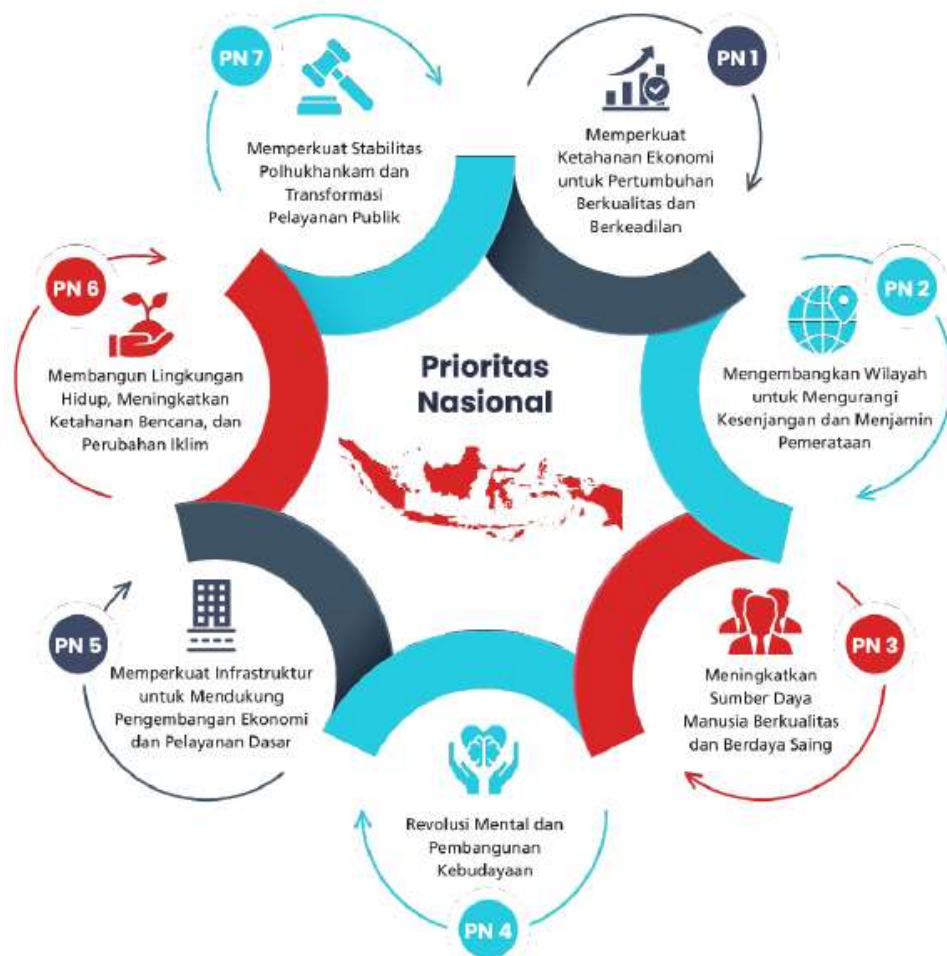 Prioritas
Nasional
PN 1
Memperkuat
Ketahanan Ekonomi
untuk Pertumbuhan
Berkualitas dan
Berkeadilan
PN 2
Mengembangkan Wilayah
untuk Mengurangi
Kesenjangan dan Menjamin
Pemerataan
PN 3
Meningkatkan
Sumber Daya
Manusia Berkualitas
dan Berdaya Saing
PN 4
Revolusi Mental dan
Pembangunan
Kebudayaan
PN 5
Memperkuat Infrastruktur
untuk Mendukung
Pengembangan Ekonomi
dan Pelayanan Dasar
PN 6
Membangun Lingkungan
Hidup, Meningkatkan
Ketahanan Bencana, dan
Perubahan Iklim
PN 7
Memperkuat Stabilitas
Polhukhankam dan
Transformasi
Pelayanan Publik